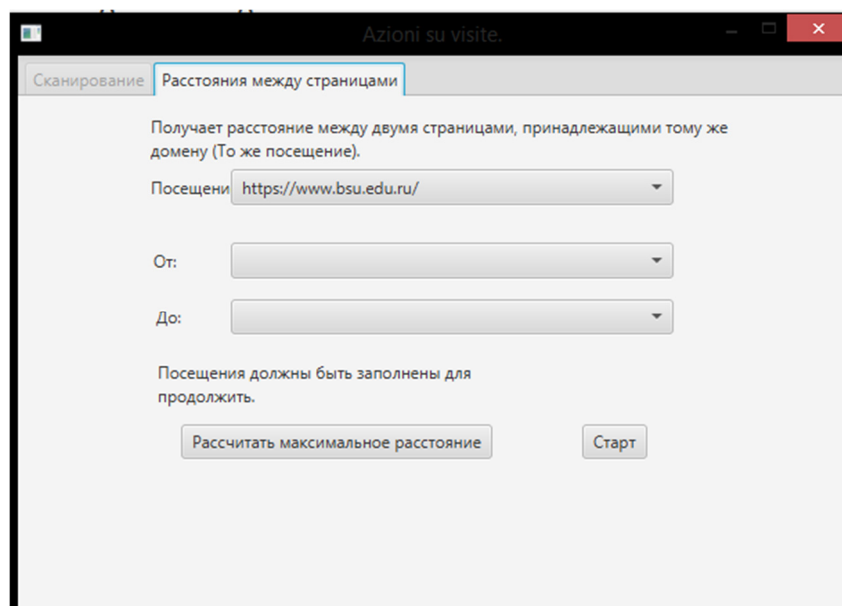 Azioni su visite.
Сканирование Расстояния между страницами
Получает расстояние между двумя страницами, принадлежащими тому же
домену (То же посещение).
Посещени https://www.bsu.edu.ru/
От:
До:
Посещения должны быть заполнены для
продолжить.
Рассчитать максимальное расстояние Старт